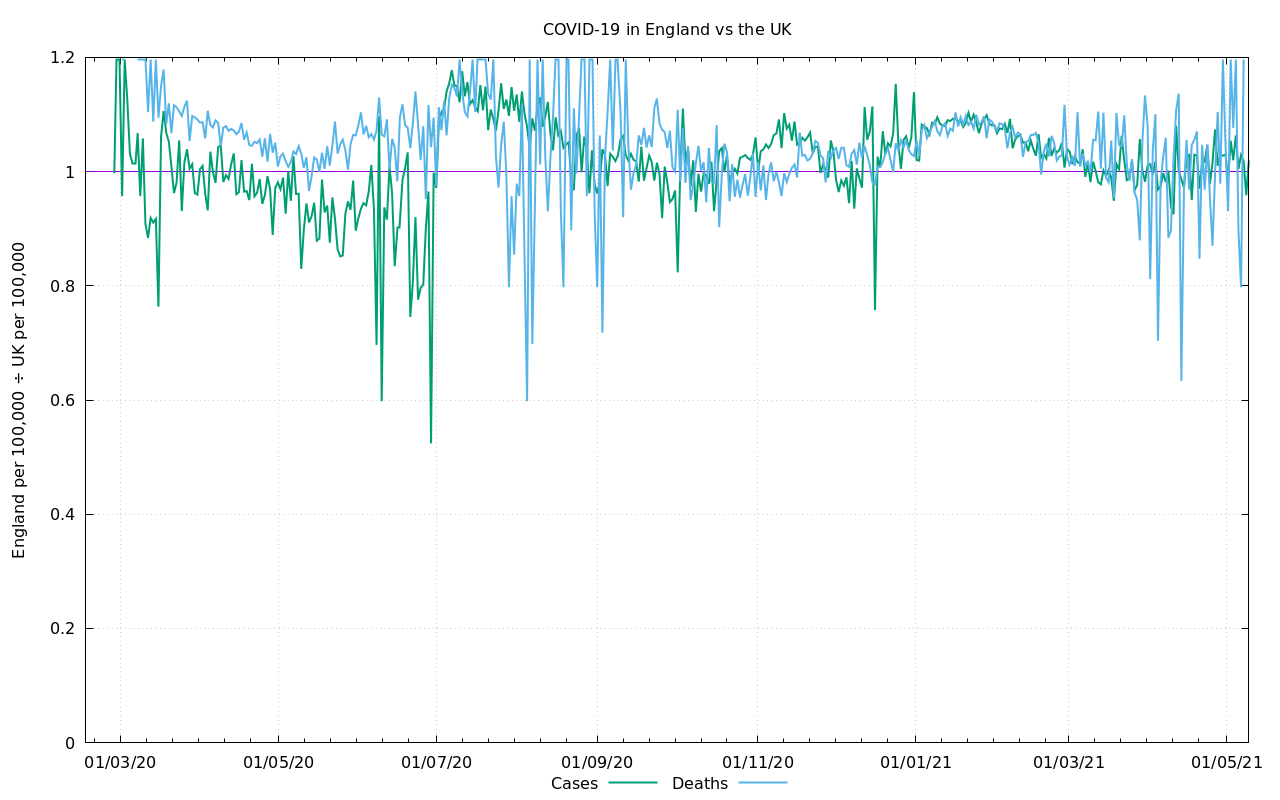 COVID-19 in England vs the UK
England per 100,000 ÷ UK per 100,000
1.2
1
0.8
0.6
0.4
0.2
0
01/03/20 01/05/20 01/07/20 01/09/20 01/11/20 01/01/21 01/03/21 01/05/21
Cases Deaths